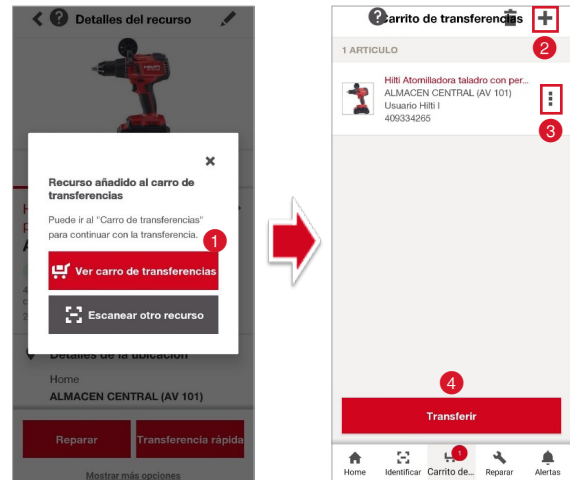 Detalles del recurso
Recurso añadido al carro de
transferencias
Puede ir al "Carro de transferencias"
para continuar con la transferencia.
1
Ver carro de transferencias
Escanear otro recurso
Detalles de la ubicación
Home
ALMACEN CENTRAL (AV 101)
Reparar
Transferencia rápida
Mostrar más opciones
Carrito de transferencias
2
1 ARTICULO
Hilti Atornilladora taladro con per...
ALMACEN CENTRAL (AV 101)
Usuario Hilti I
409334265
3
4
Transferir
1
Home Identificar Carrito de... Reparar Alertas